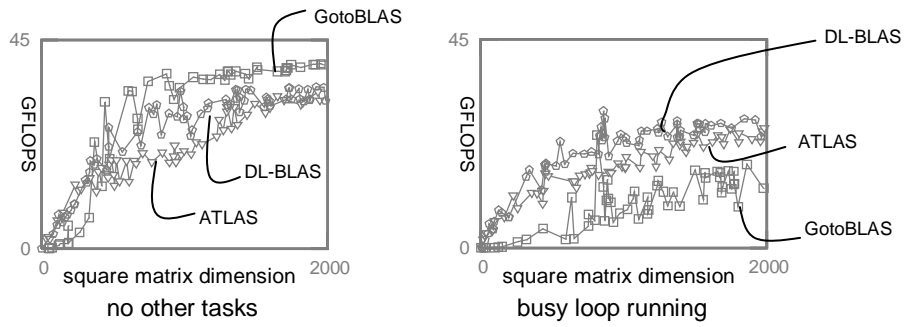 GotoBLAS
45
GFLOPS
DL-BLAS
ATLAS
0
0
2000
square matrix dimension
no other tasks
45
DL-BLAS
GFLOPS
ATLAS
GotoBLAS
0
0
2000
square matrix dimension
busy loop running